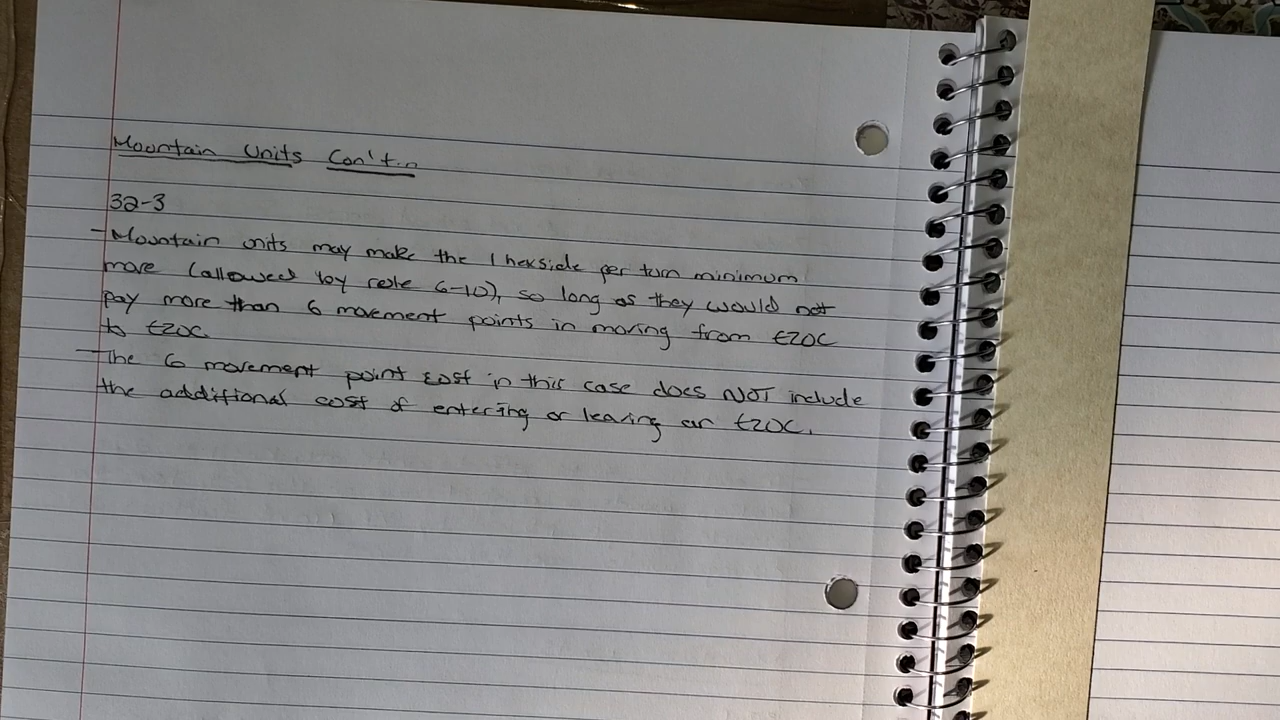 Mountain Units Con't.
32-3
- Mountain units may make the 1 hexside per turn minimum
move (allowed by rule 6-10), so long as they would not
pay more than 6 movement points in moving from EZOC
to EZOC
- The 6 movement point cost in this case does NOT include
the additional cost of entering or leaving an EZOC.